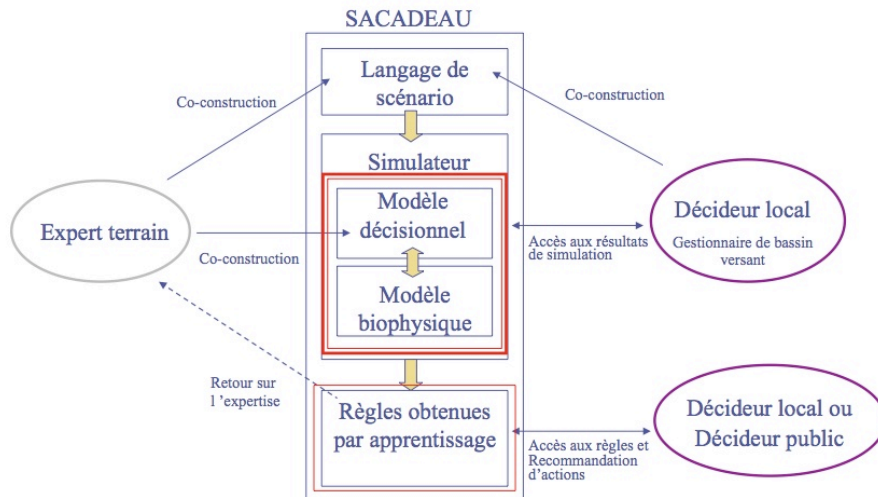 SACADEAU
Langage de
scénario
Co-construction
Co-construction
Simulateur
Modèle
décisionnel
Expert terrain
Co-construction
Décideur local
Gestionnaire de bassin
versant
Accès aux résultats
de simulation
Modèle
biophysique
Retour sur
l ’expertise
Règles obtenues
par apprentissage
Décideur local ou
Décideur public
Accès aux règles et
Recommandation
d’actions